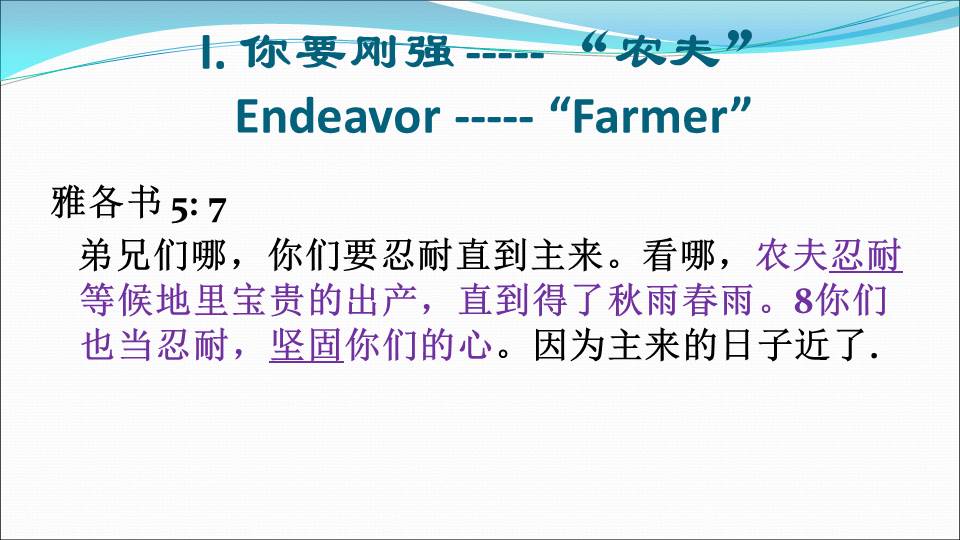 I. 你要刚强 ----- “农夫”
Endeavor ----- “Farmer”
雅各书 5: 7
弟兄们哪，你们要忍耐直到主来。看哪，农夫忍耐
等候地里宝贵的出产，直到得了秋雨春雨。8你们
也当忍耐，坚固你们的心。因为主来的日子近了.